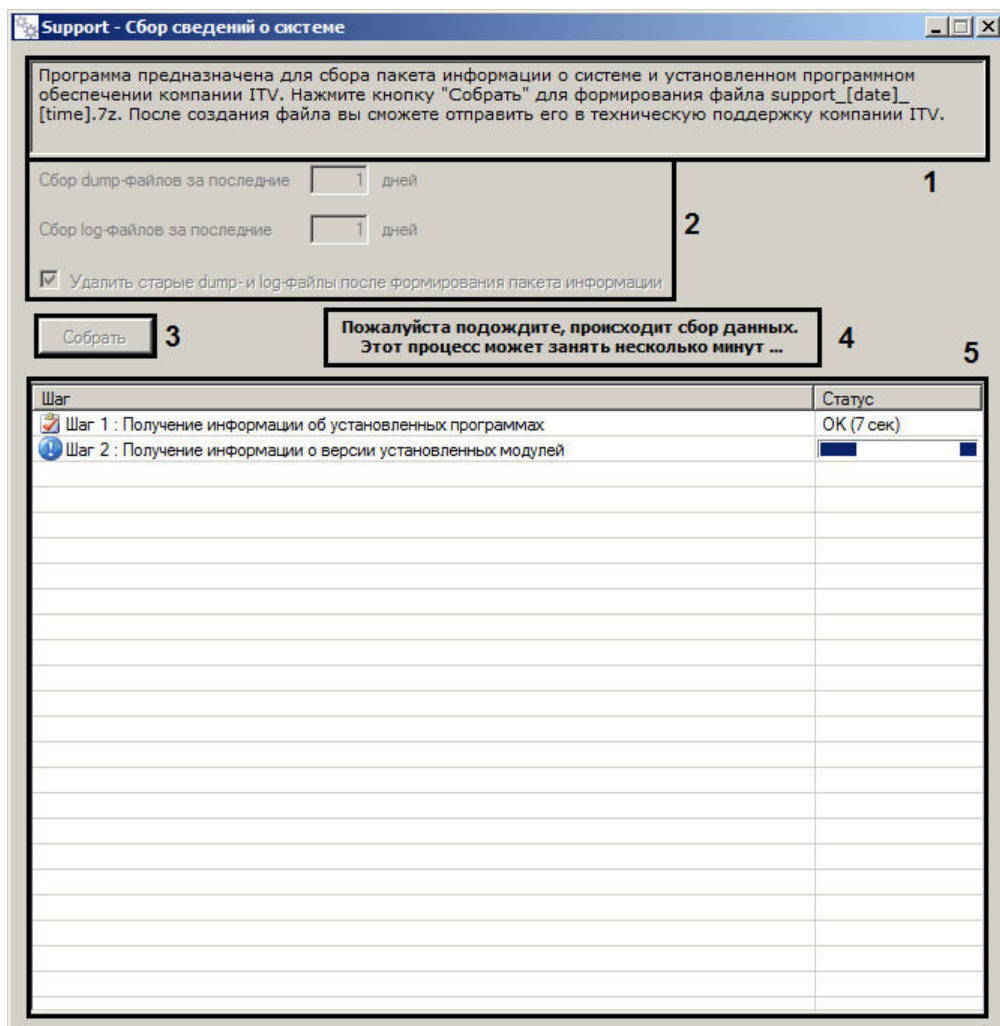 Support - Сбор сведений о системе
Программа предназначена для сбора пакета информации о системе и установленном программном
обеспечении компании ITV. Нажмите кнопку "Собрать" для формирования файла support_[date]_
[time].7z. После создания файла вы сможете отправить его в техническую поддержку компании ITV.
1
Сбор dump-файлов за последние 1 дней
2
Сбор log-файлов за последние 1 дней
Удалить старые dump- и log-файлы после формирования пакета информации
Собрать 3
Пожалуйста подождите, происходит сбор данных.
Этот процесс может занять несколько минут ...
4
5
Шаг Статус
Шаг 1 : Получение информации об установленных программах OK (7 сек)
Шаг 2 : Получение информации о версии установленных модулей